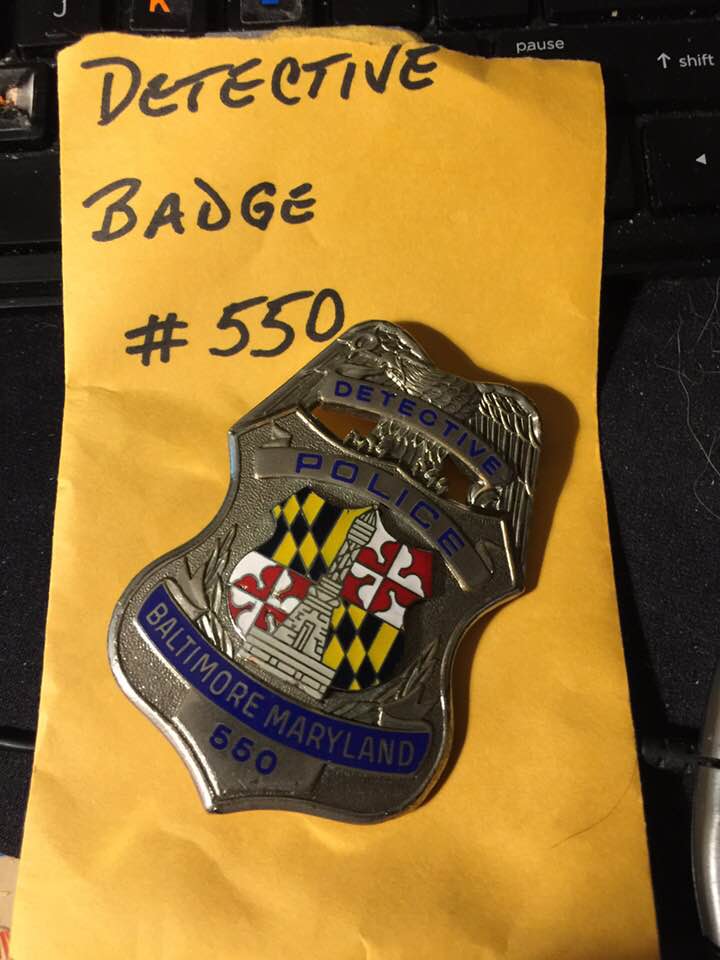 J K L
pause
↑ shift
DETECTIVE
BADGE
#550
DETECTIVE
POLICE
BALTIMORE MARYLAND
550